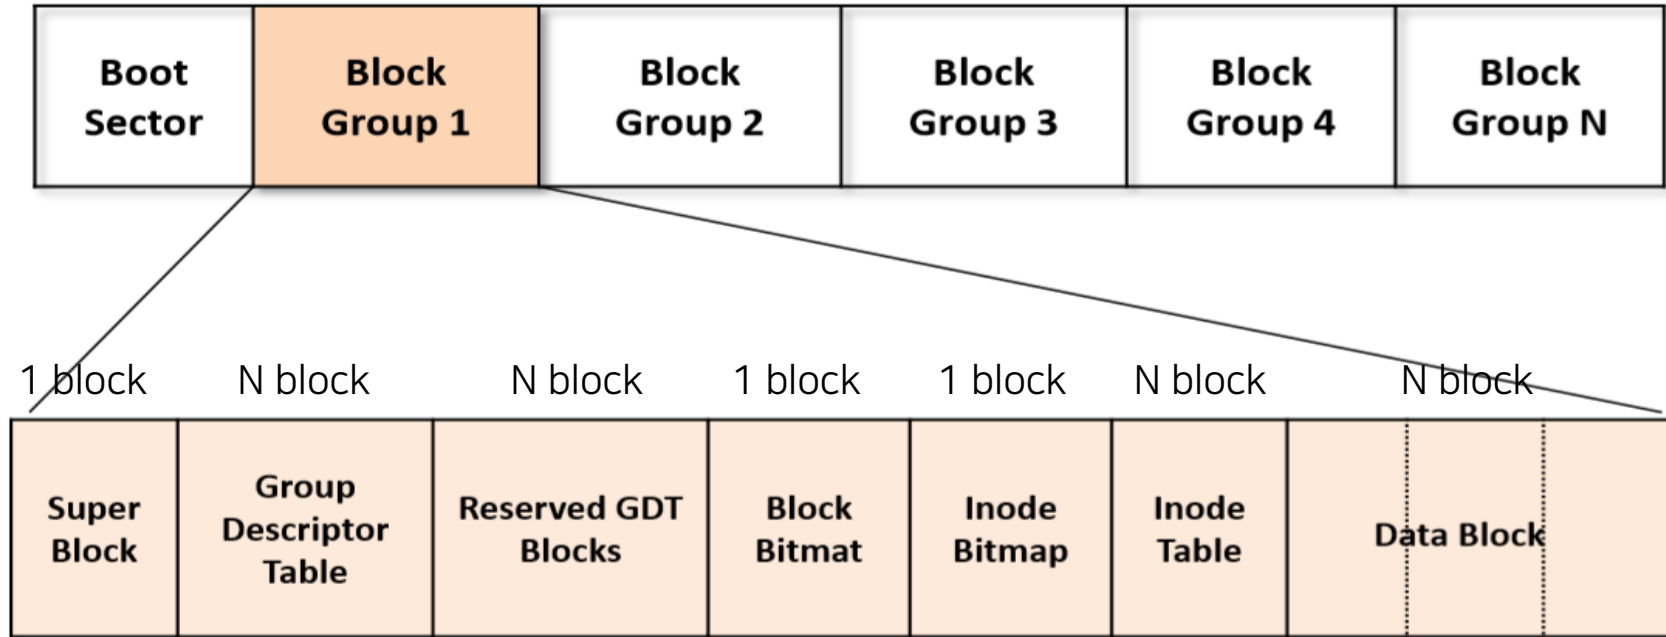 Boot
Sector
Block
Group 1
Block
Group 2
Block
Group 3
Block
Group 4
Block
Group N
1 block
N block
N block
1 block
1 block
N block
N block
Super
Block
Group
Descriptor
Table
Reserved GDT
Blocks
Block
Bitmat
Inode
Bitmap
Inode
Table
Data Block